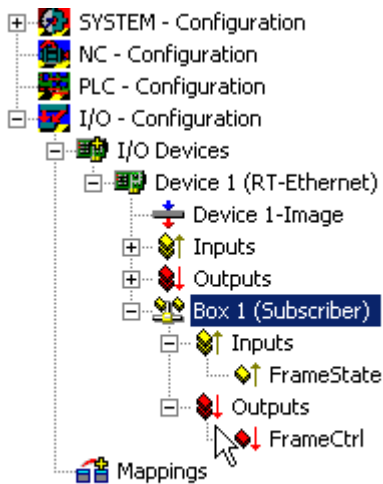 SYSTEM - Configuration
NC - Configuration
PLC - Configuration
I/O - Configuration
I/O Devices
Device 1 (RT-Ethernet)
Device 1-Image
Inputs
Outputs
Box 1 (Subscriber)
Inputs
FrameState
Outputs
FrameCtrl
Mappings